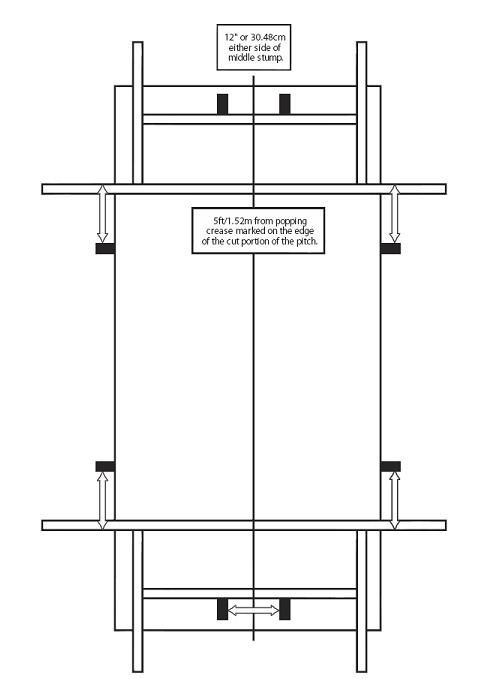 12" or 30.48cm
either side of
middle stump.
5ft/1.52m from popping
crease marked on the edge
of the cut portion of the pitch.